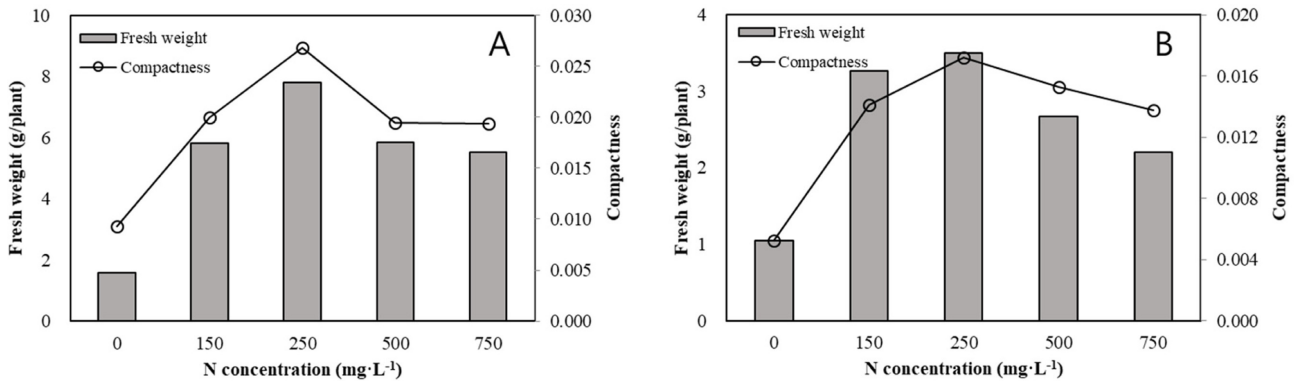 A
Fresh weight
Compactness
Fresh weight (g/plant)
10
8
6
4
2
0
Compactness
0.030
0.025
0.020
0.015
0.010
0.005
0.000
0 150 250 500 750
N concentration (mg·L⁻¹)
B
Fresh weight
Compactness
Fresh weight (g/plant)
4
3
2
1
0
Compactness
0.020
0.016
0.012
0.008
0.004
0.000
0 150 250 500 750
N concentration (mg·L⁻¹)